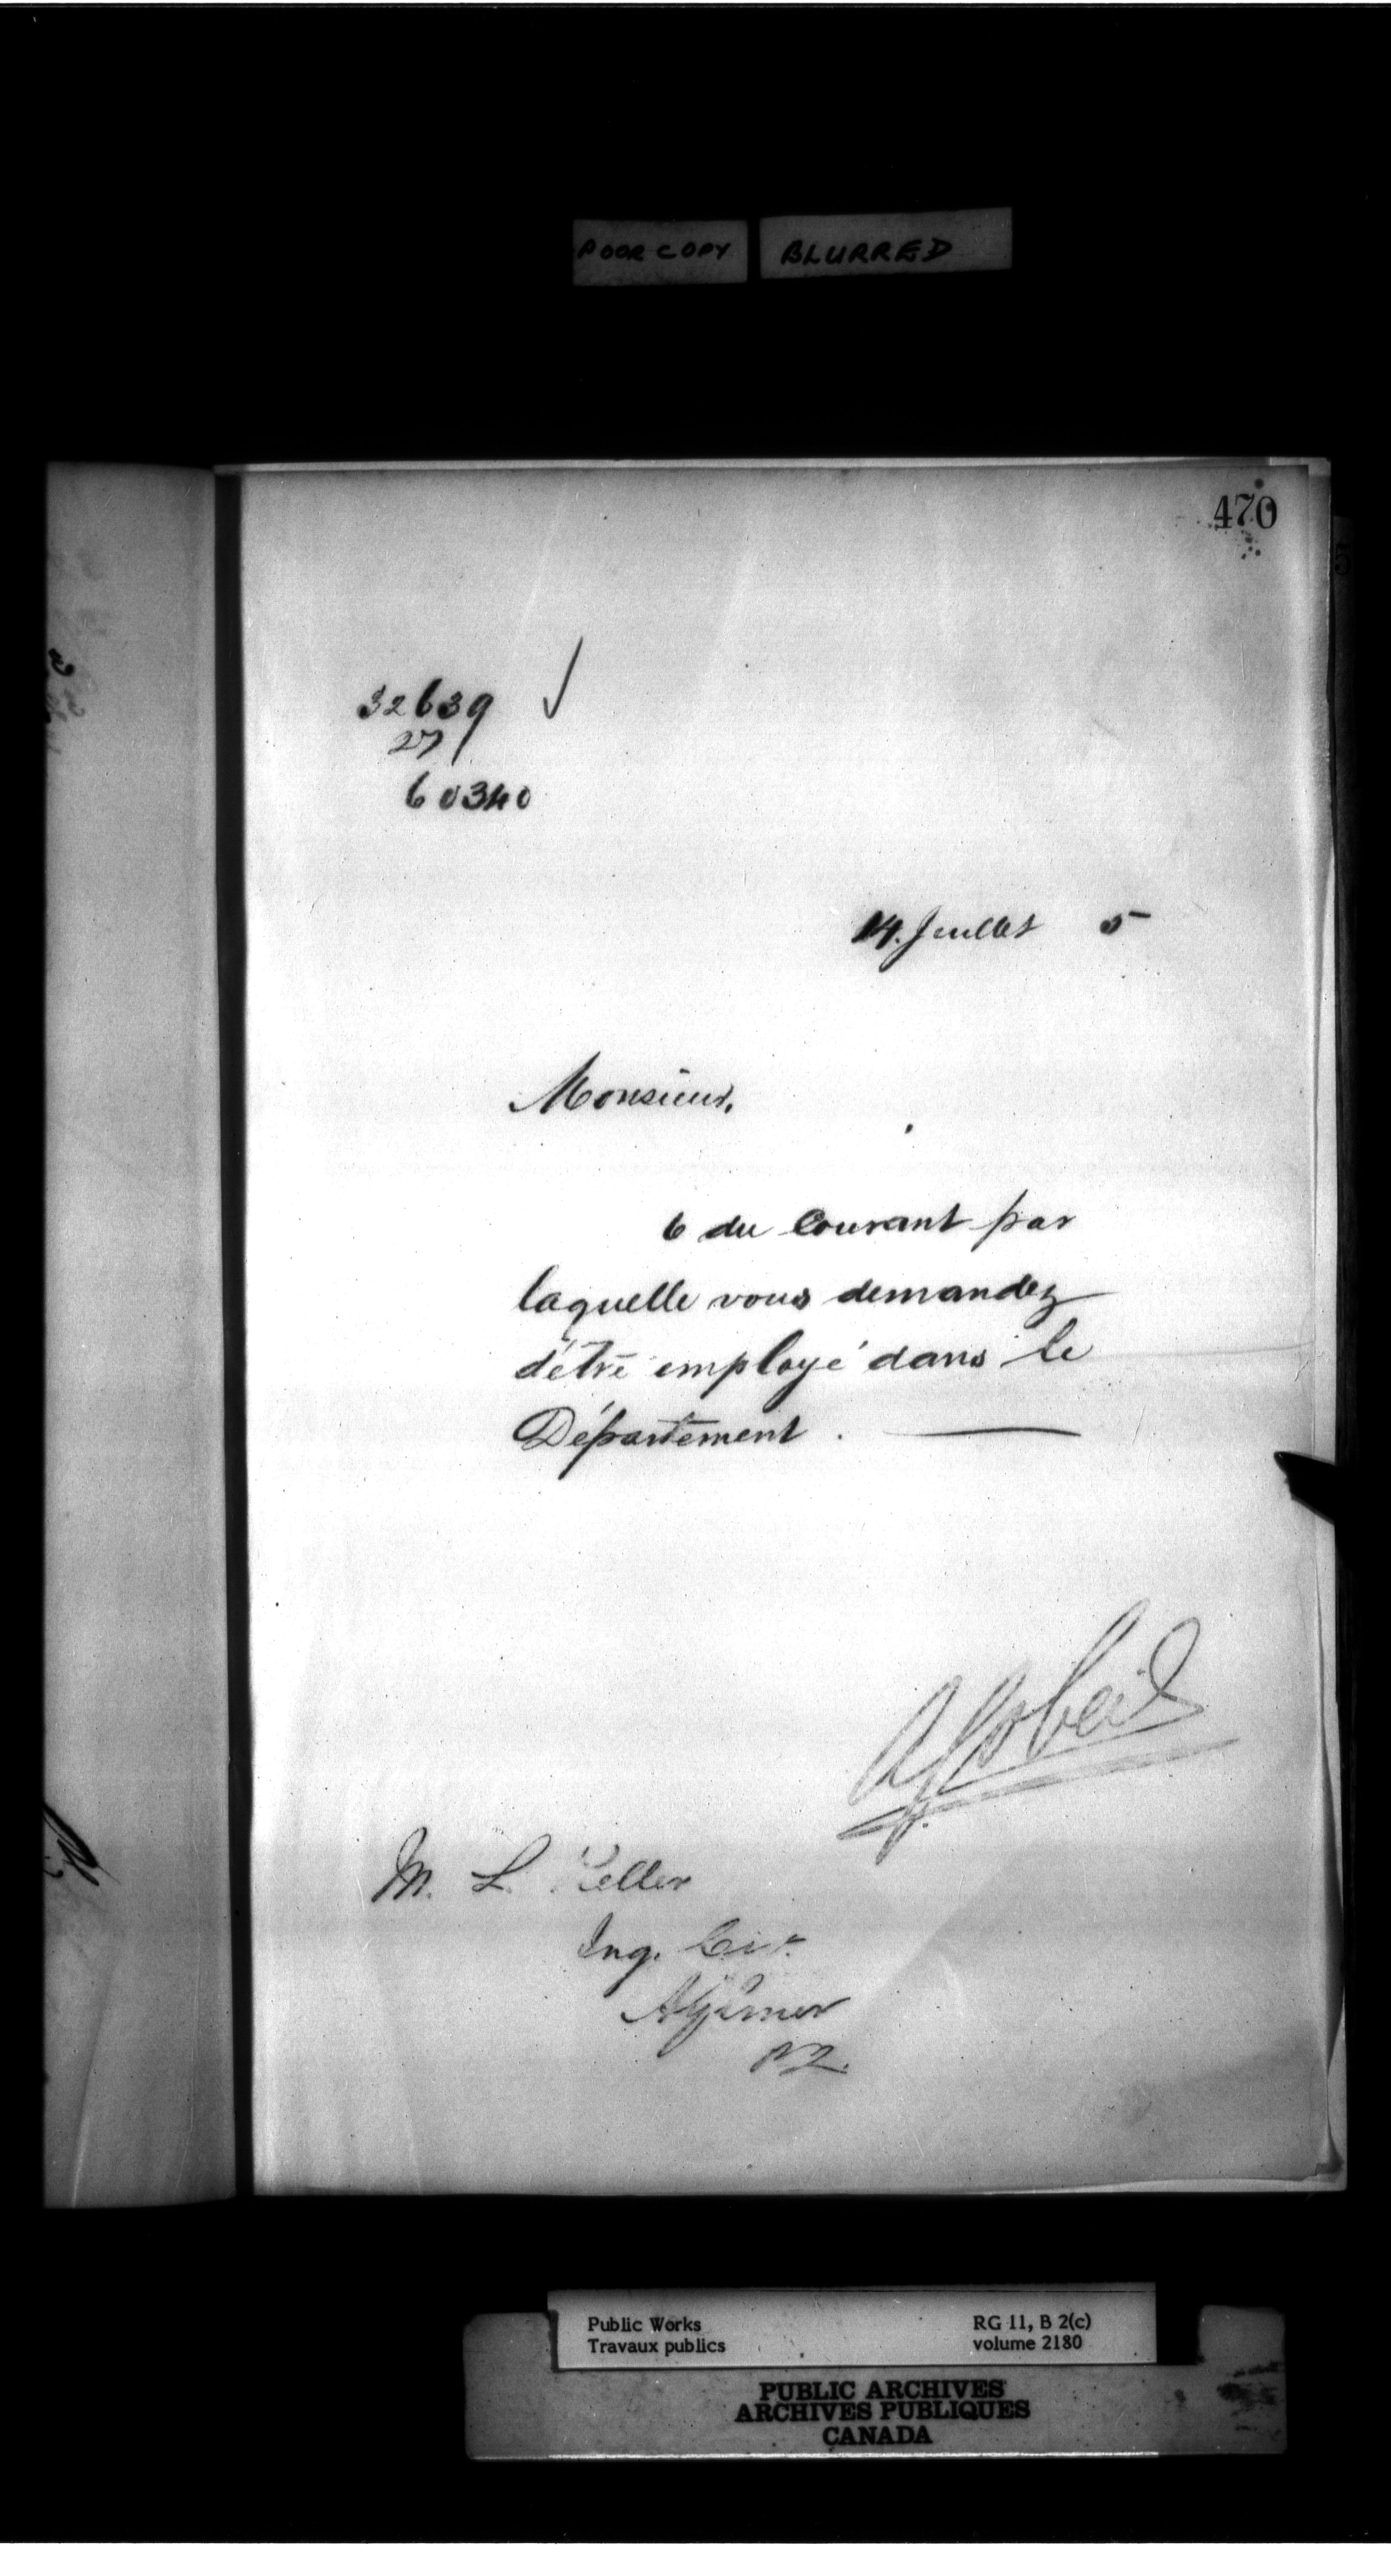 POOR COPY BLURRED
470
32639
27
60340
14. Juillet 5
Monsieur,
6 du Courant par
laquelle vous demandez
d'être employé dans le
Département.
AGobeil
M. L.
Ing. Civ.
Aylmer
PQ.
Public Works
Travaux publics
RG 11, B 2(c)
volume 2180
PUBLIC ARCHIVES
ARCHIVES PUBLIQUES
CANADA